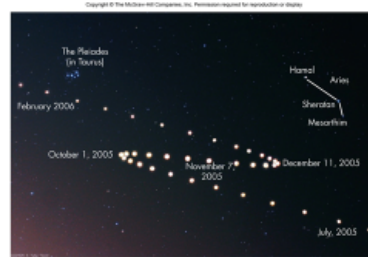 Copyright © The McGraw-Hill Companies, Inc. Permission required for reproduction or display
The Pleiades
(in Taurus)
Hamal
Aries
Sheratan
Mesarthim
February 2006
October 1, 2005
November 7,
2005
December 11, 2005
July, 2005